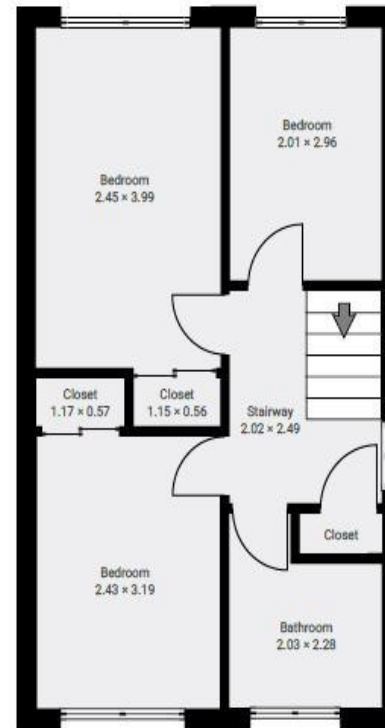 Bedroom
2.01 × 2.96
Bedroom
2.45 × 3.99
Closet
1.17 × 0.57
Closet
1.15 × 0.56
Stairway
2.02 × 2.49
Closet
Bedroom
2.43 × 3.19
Bathroom
2.03 × 2.28